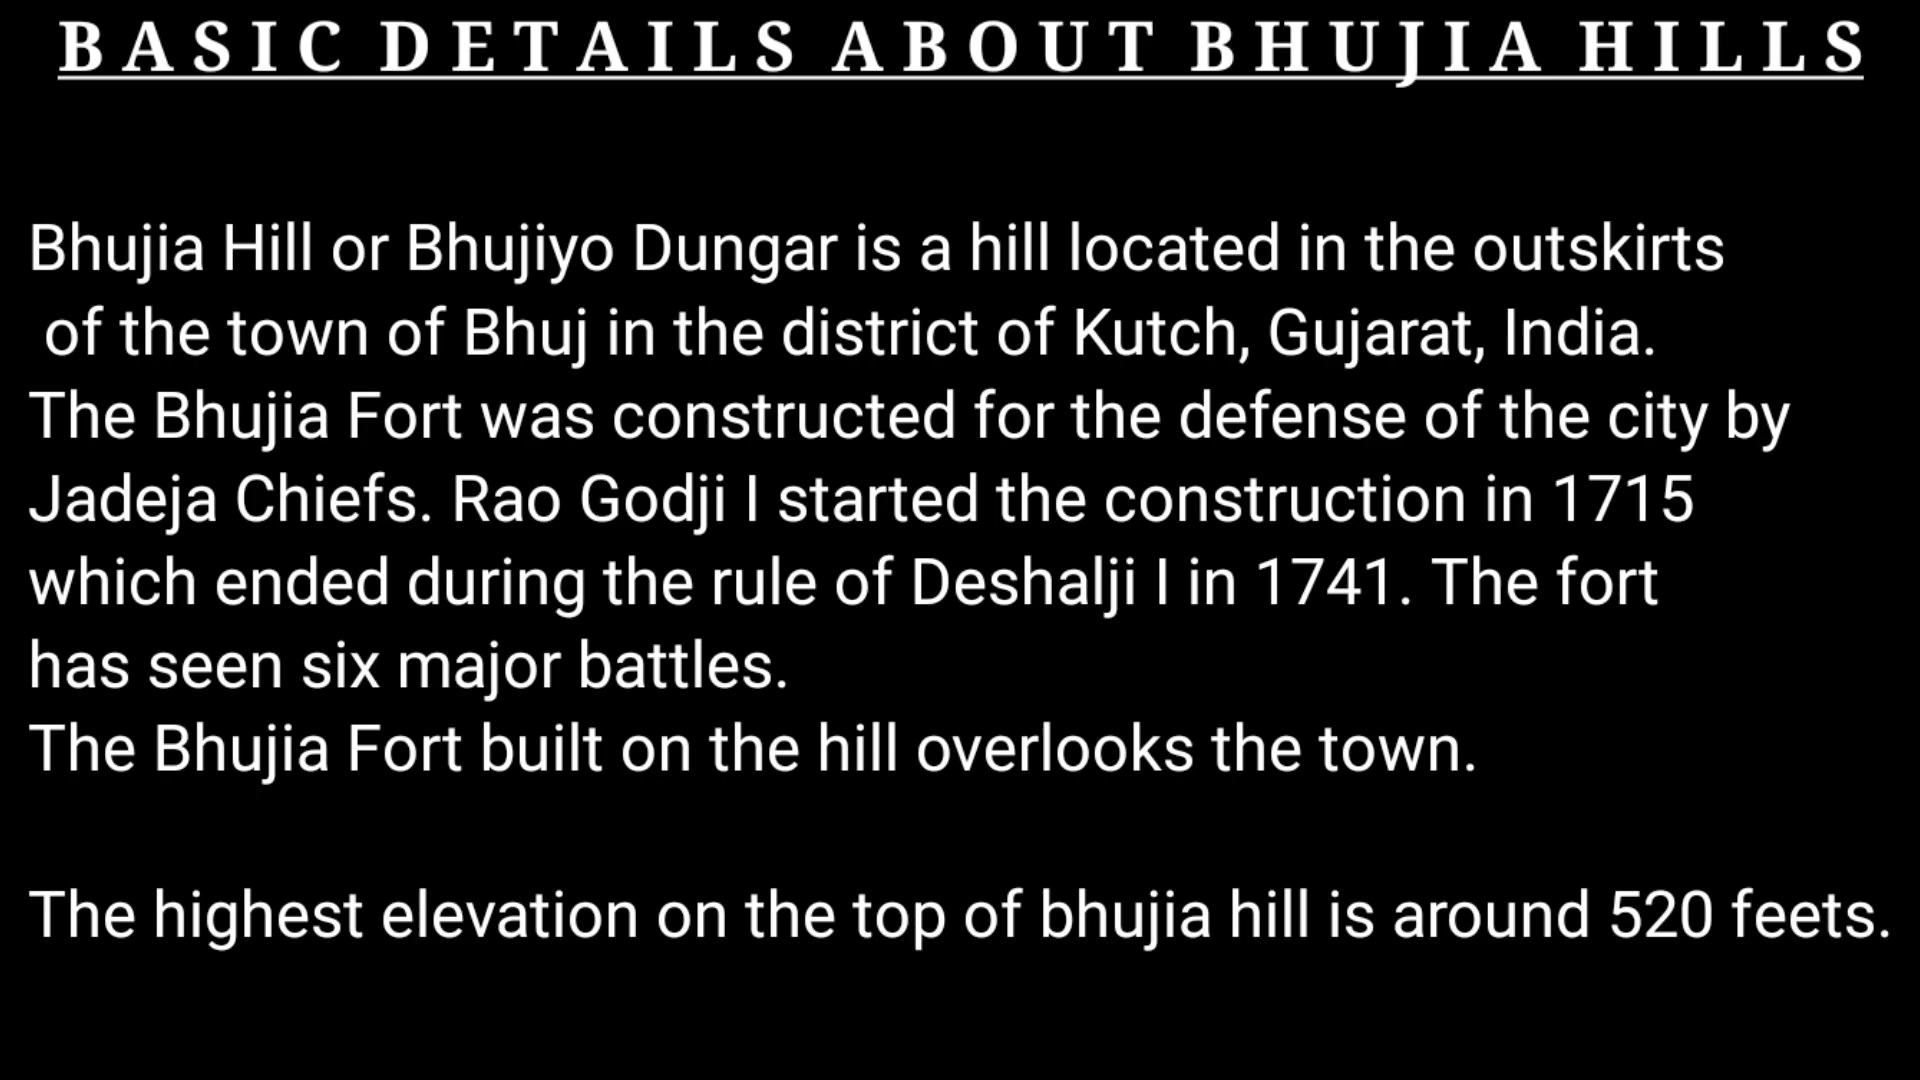 BASIC DETAILS ABOUT BHUJIA HILLS
Bhujia Hill or Bhujiyo Dungar is a hill located in the outskirts
of the town of Bhuj in the district of Kutch, Gujarat, India.
The Bhujia Fort was constructed for the defense of the city by
Jadeja Chiefs. Rao Godji I started the construction in 1715
which ended during the rule of Deshalji I in 1741. The fort
has seen six major battles.
The Bhujia Fort built on the hill overlooks the town.
The highest elevation on the top of bhujia hill is around 520 feets.